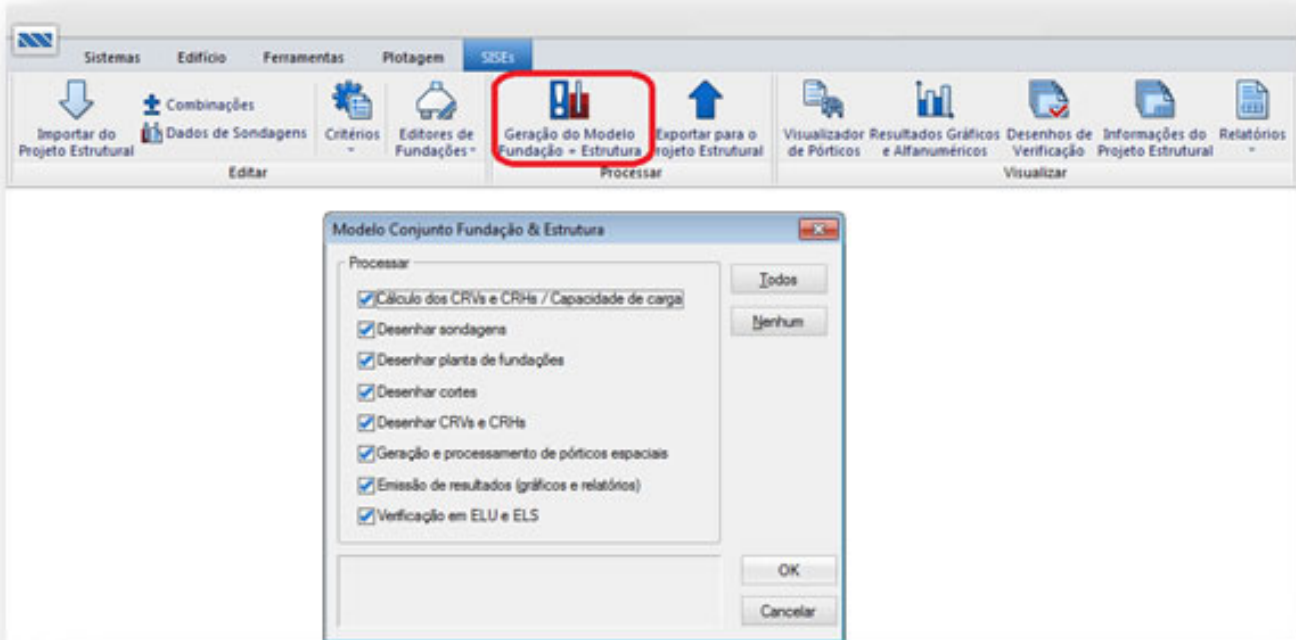 Sistemas Edifício Ferramentas Plotagem SISEs
Importar do
Projeto Estrutural
Combinações
Dados de Sondagens
Critérios
Editores de
Fundações
Editar
Geração do Modelo
Fundação + Estrutura
Exportar para o
Projeto Estrutural
Processar
Visualizador
de Pórticos
Resultados Gráficos
e Alfanuméricos
Desenhos de
Verificação
Informações do
Projeto Estrutural
Relatórios
Visualizar
Modelo Conjunto Fundação & Estrutura
Processar
Cálculo dos CRVs e CRHs / Capacidade de carga
Desenhar sondagens
Desenhar planta de fundações
Desenhar cortes
Desenhar CRVs e CRHs
Geração e processamento de pórticos espaciais
Emissão de resultados (gráficos e relatórios)
Verificação em ELU e ELS
Todos
Nenhum
OK
Cancelar